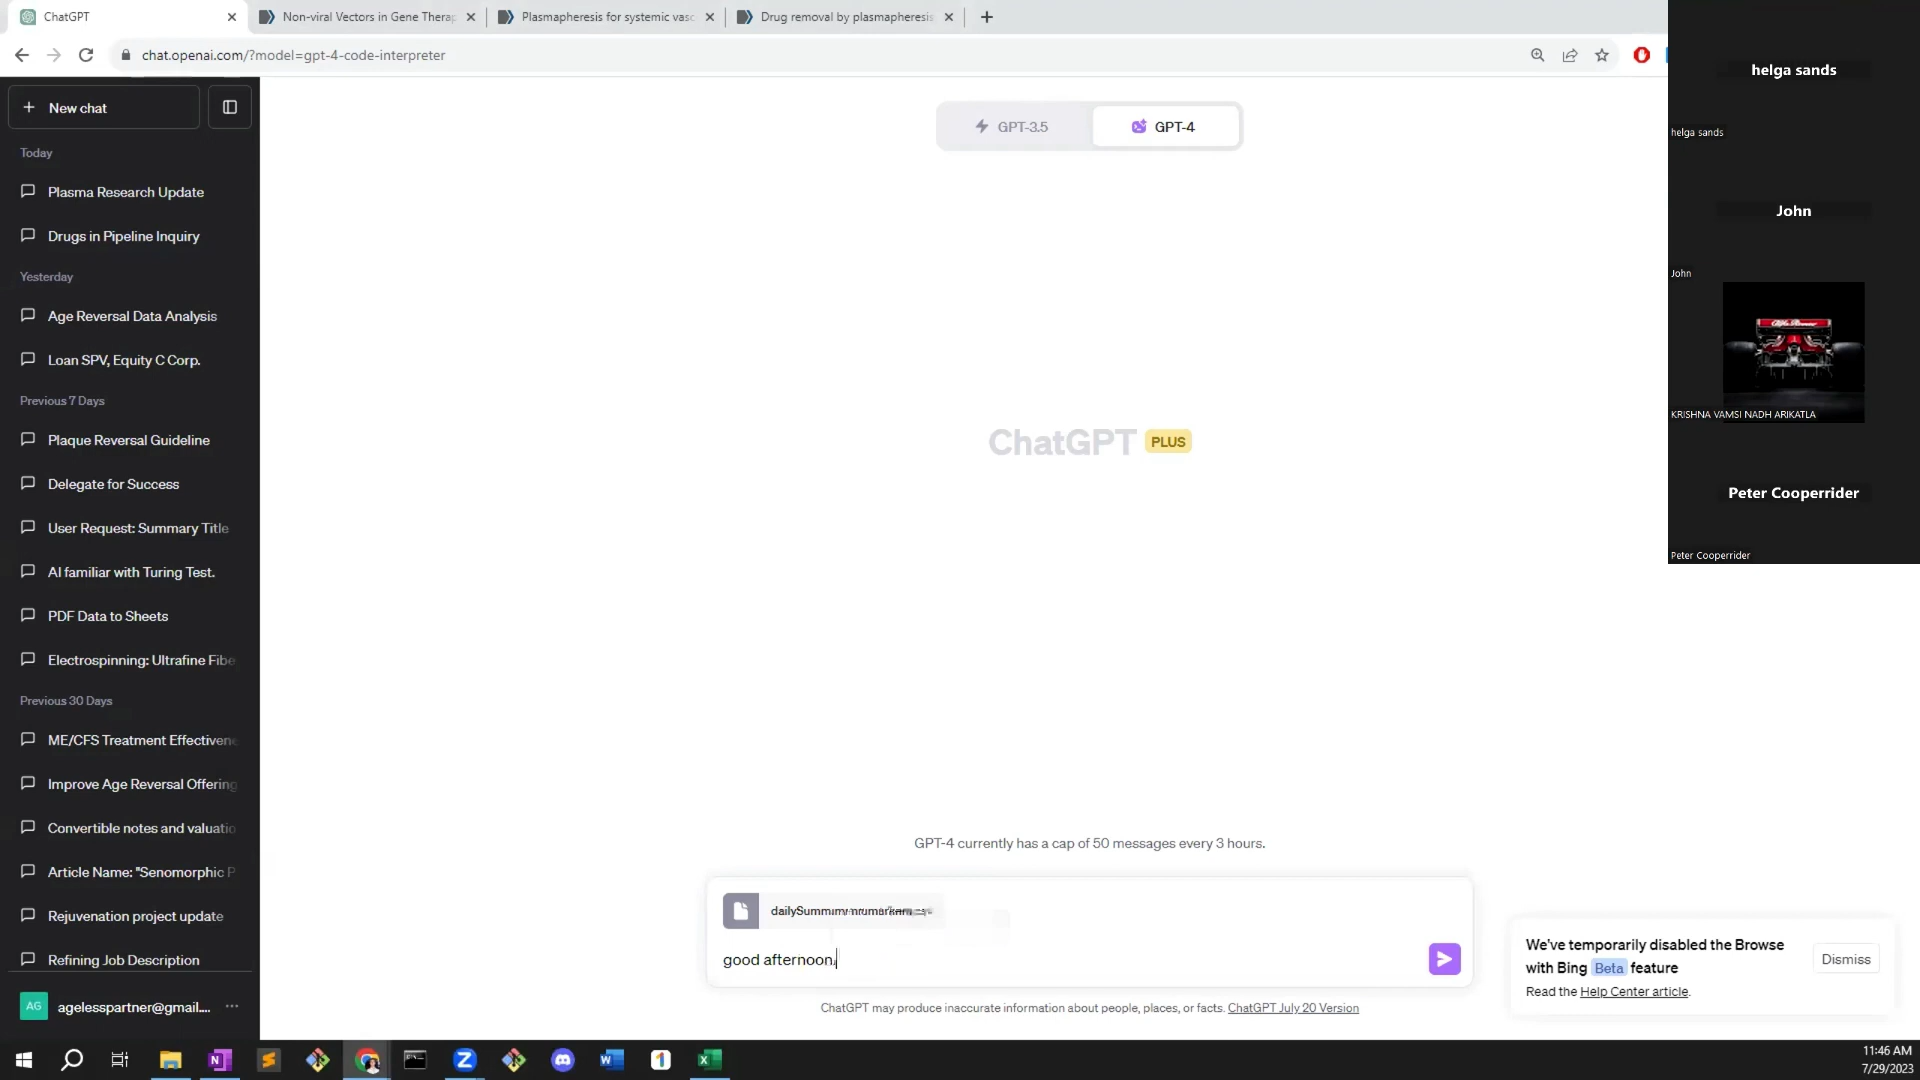 ChatGPT
Non-viral Vectors in Gene Therap
Plasmapheresis for systemic vasc
Drug removal by plasmapheresis
chat.openai.com/?model=gpt-4-code-interpreter
New chat
Today
Plasma Research Update
Drugs in Pipeline Inquiry
Yesterday
Age Reversal Data Analysis
Loan SPV, Equity C Corp.
Previous 7 Days
Plaque Reversal Guideline
Delegate for Success
User Request: Summary Title
AI familiar with Turing Test.
PDF Data to Sheets
Electrospinning: Ultrafine Fibe
Previous 30 Days
ME/CFS Treatment Effectivene
Improve Age Reversal Offering
Convertible notes and valuatio
Article Name: "Senomorphic P
Rejuvenation project update
Refining Job Description
AG agelesspartner@gmail....
GPT-3.5
GPT-4
ChatGPT PLUS
GPT-4 currently has a cap of 50 messages every 3 hours.
good afternoon,
ChatGPT may produce inaccurate information about people, places, or facts. ChatGPT July 20 Version
We've temporarily disabled the Browse
with Bing Beta feature
Read the Help Center article.
Dismiss
helga sands
helga sands
John
John
Alfa Romeo
KRISHNA VAMSI NADH ARIKATLA
Peter Cooperrider
Peter Cooperrider
11:46 AM
7/29/2023